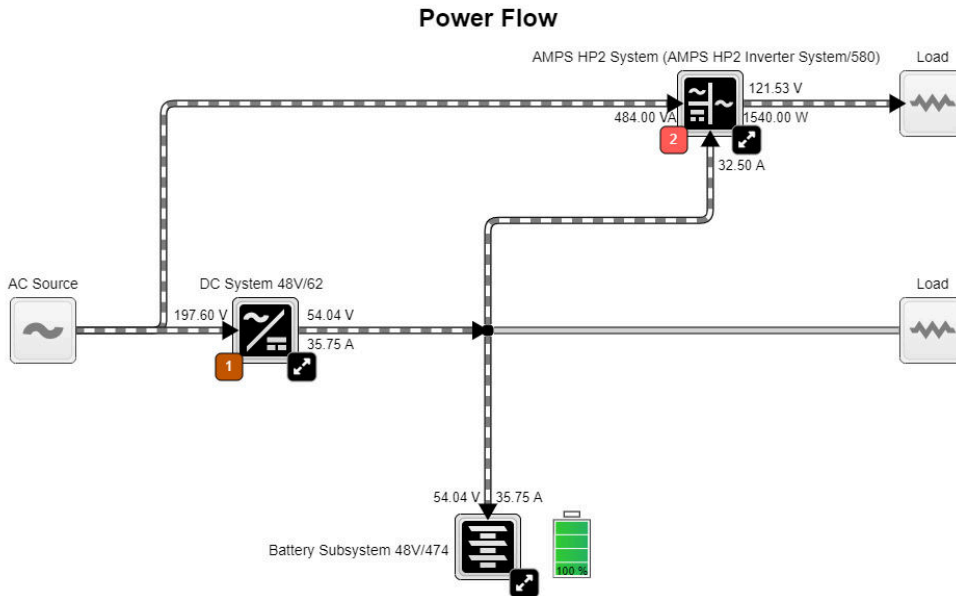 Power Flow
AMPS HP2 System (AMPS HP2 Inverter System/580)
Load
121.53 V
484.00 VA
1540.00 W
2
32.50 A
AC Source
DC System 48V/62
Load
197.60 V
54.04 V
35.75 A
1
54.04 V
35.75 A
Battery Subsystem 48V/474
100 %